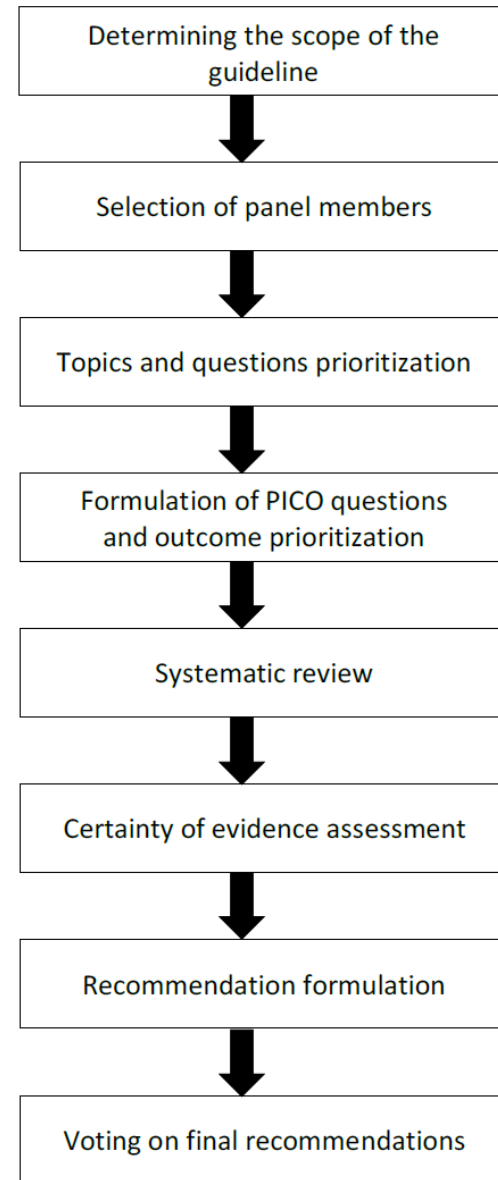 Determining the scope of the
guideline
Selection of panel members
Topics and questions prioritization
Formulation of PICO questions
and outcome prioritization
Systematic review
Certainty of evidence assessment
Recommendation formulation
Voting on final recommendations